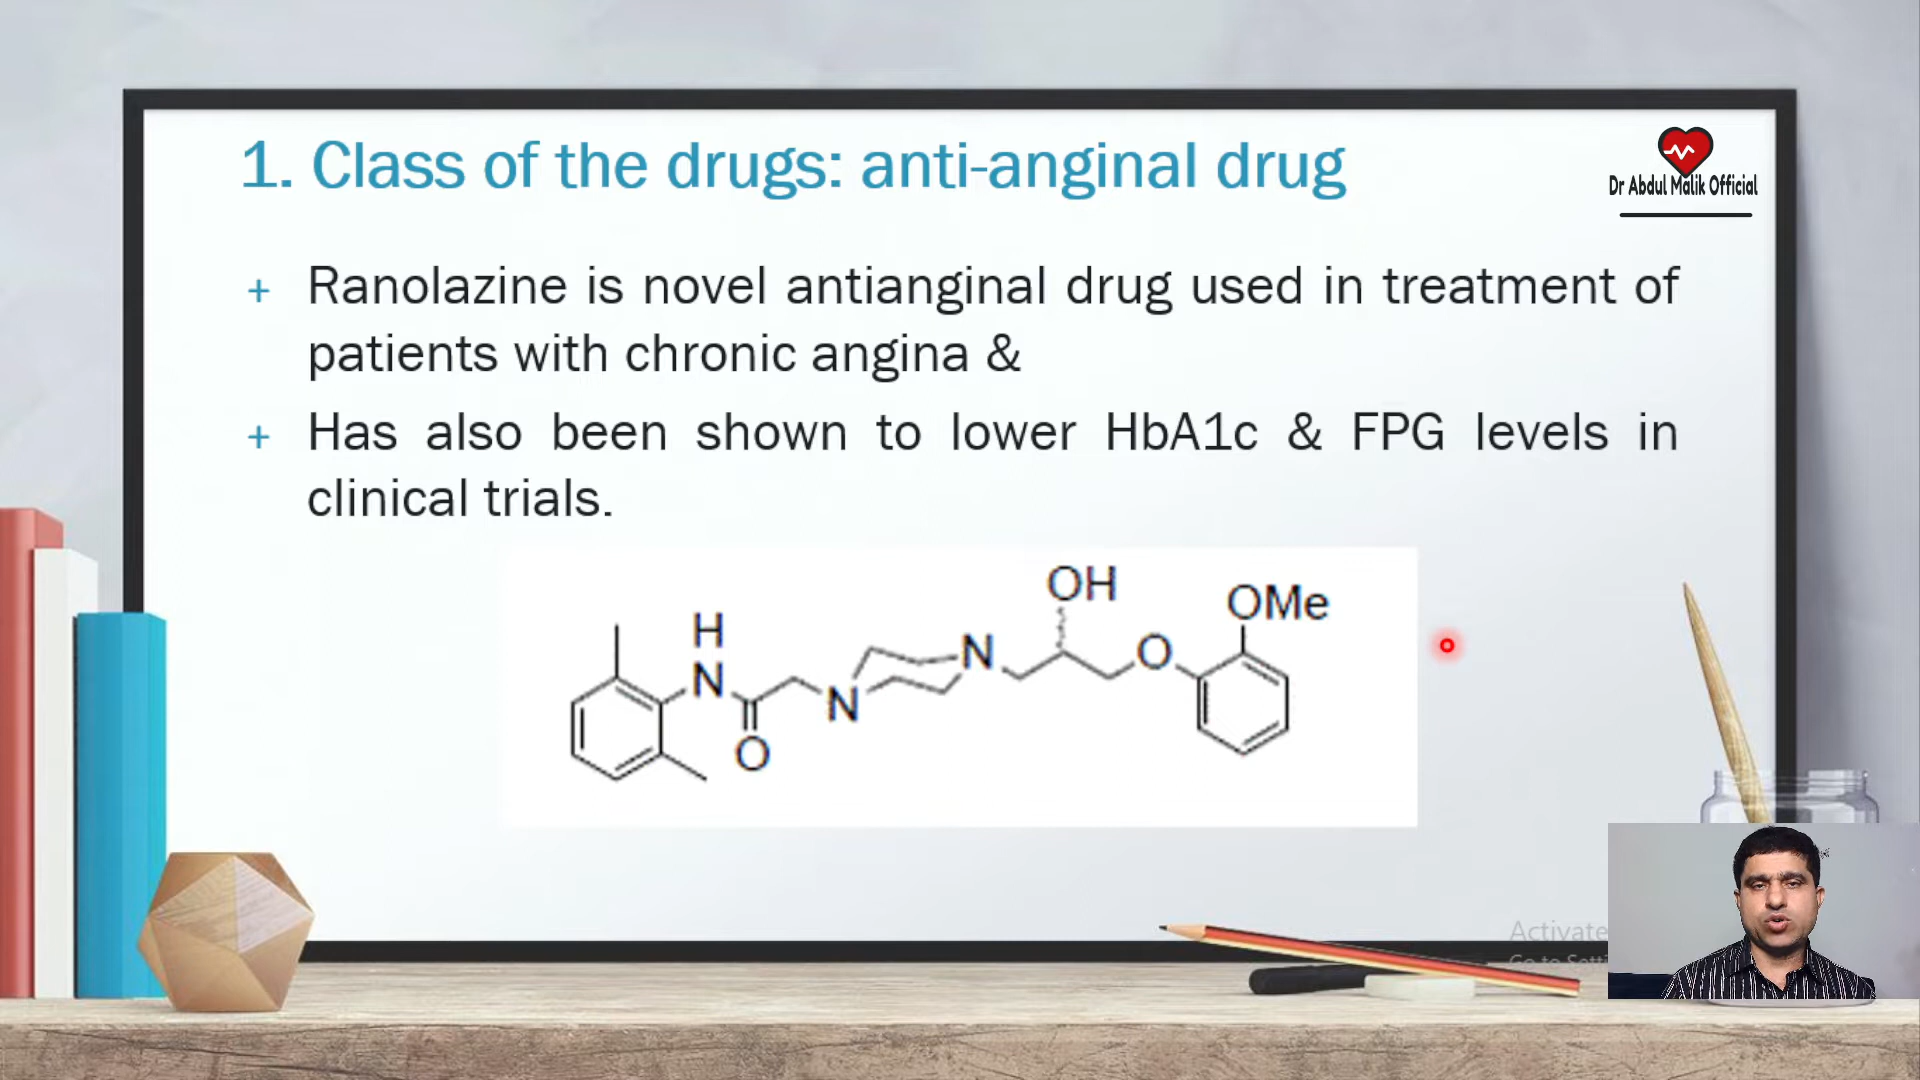 1. Class of the drugs: anti-anginal drug
Dr Abdul Malik Official
+ Ranolazine is novel antianginal drug used in treatment of
patients with chronic angina &
+ Has also been shown to lower HbA1c & FPG levels in
clinical trials.
OH
OMe
H
N
N
O
N
O
Activate